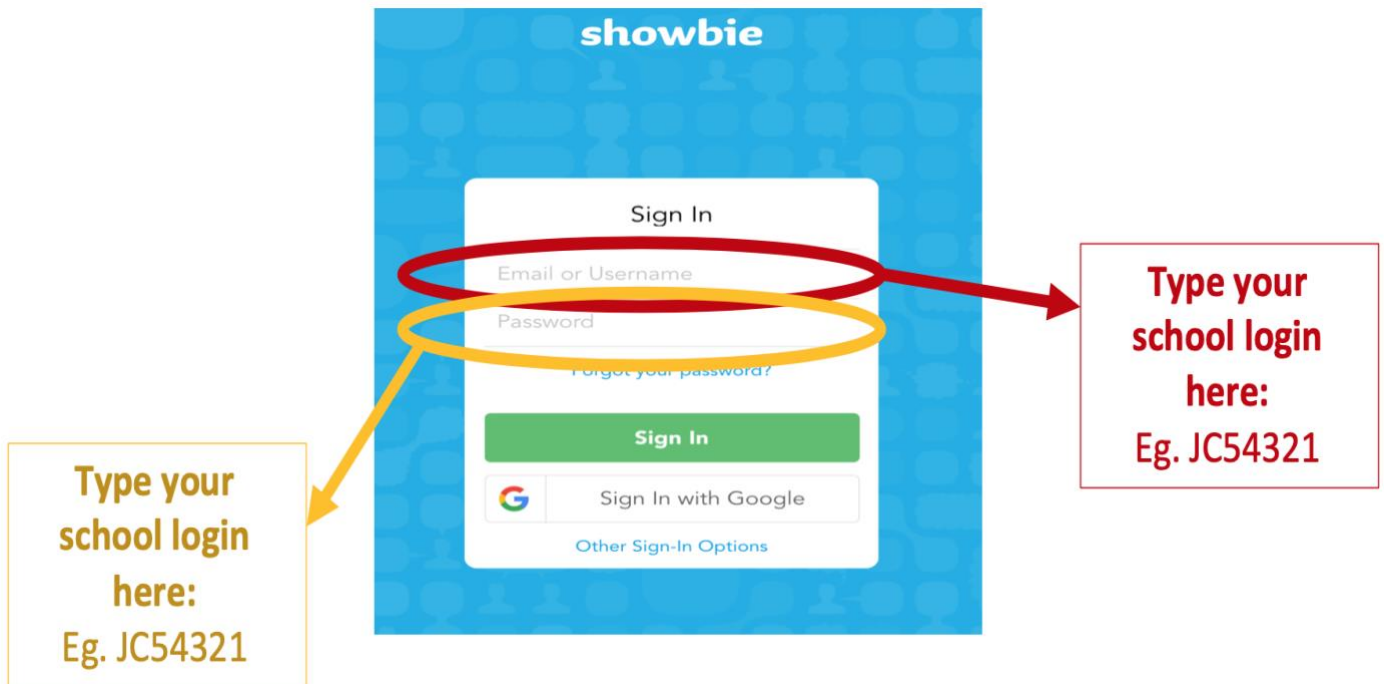 showbie
Sign In
Email or Username
Password
Forgot your password?
Sign In
Sign In with Google
Other Sign-In Options
Type your
school login
here:
Eg. JC54321
Type your
school login
here:
Eg. JC54321